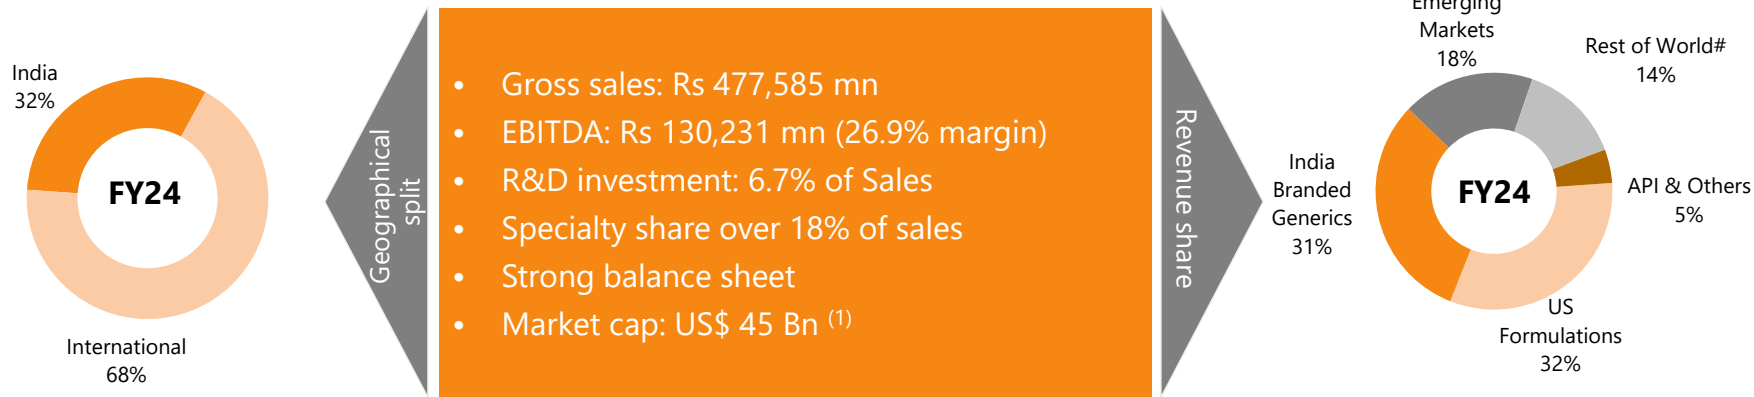 India
32%
FY24
International
68%
Geographical
split
• Gross sales: Rs 477,585 mn
• EBITDA: Rs 130,231 mn (26.9% margin)
• R&D investment: 6.7% of Sales
• Specialty share over 18% of sales
• Strong balance sheet
• Market cap: US$ 45 Bn (1)
Revenue share
Emerging
Markets
18%
Rest of World#
14%
India
Branded
Generics
31%
FY24
API & Others
5%
US
Formulations
32%